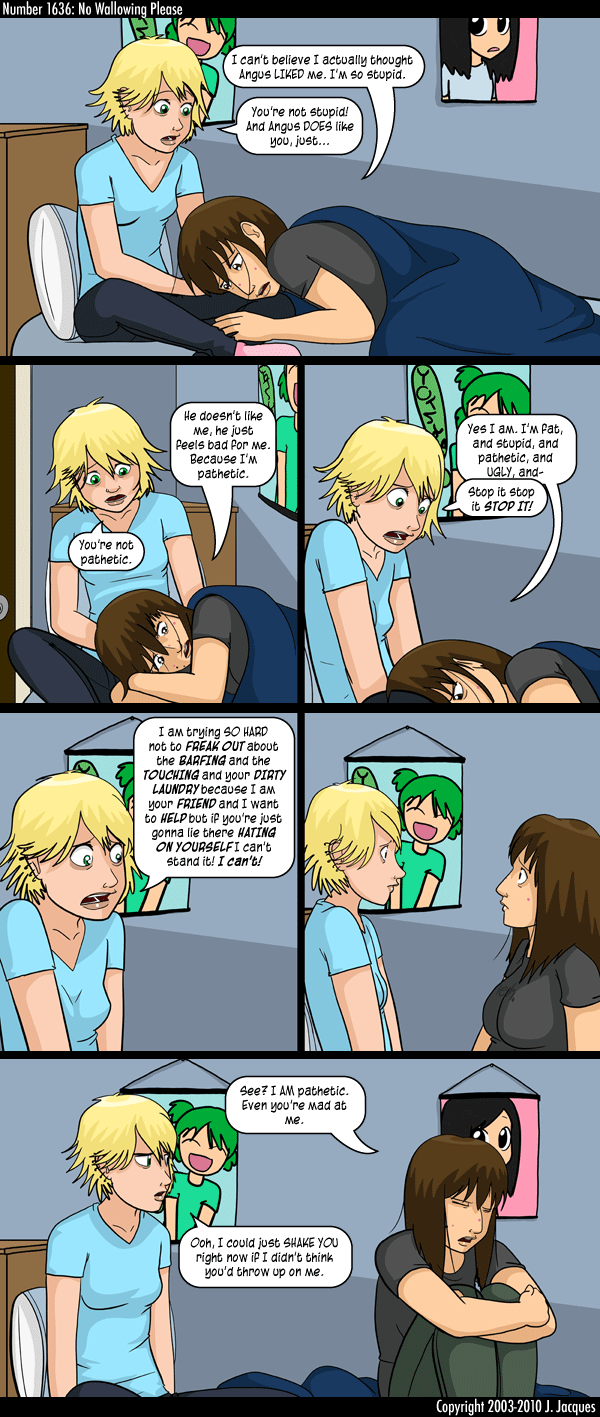 Number 1636: No Wallowing Please
I can't believe I actually thought
Angus LIKED me. I'm so stupid.
You're not stupid!
And Angus DOES like
you, just...
He doesn't like
me, he just
feels bad for me.
Because I'm
pathetic.
You're not
pathetic.
Yes I am. I'm fat,
and stupid, and
pathetic, and
UGLY, and-
Stop it stop
it STOP IT!
I am trying SO HARD
not to FREAK OUT about
the BARFING and the
TOUCHING and your DIRTY
LAUNDRY because I am
your FRIEND and I want
to HELP but if you're just
gonna lie there HATING
ON YOURSELF I can't
stand it! I can't!
See? I AM pathetic.
Even you're mad at
me.
Ooh, I could just SHAKE YOU
right now if I didn't think
you'd throw up on me.
Copyright 2003-2010 J. Jacques